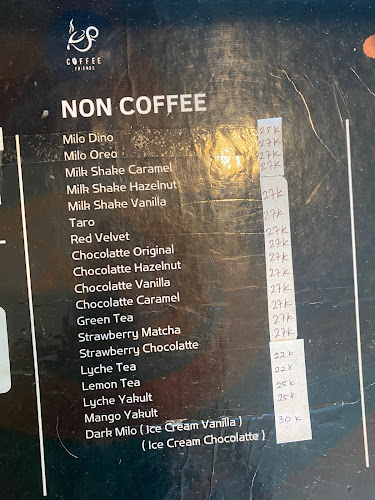 COFFEE
FRIENDS
NON COFFEE
Milo Dino 25K
Milo Oreo 27K
Milk Shake Caramel 27K
Milk Shake Hazelnut 27K
Milk Shake Vanilla 27K
Taro 27K
Red Velvet 27K
Chocolatte Original 27K
Chocolatte Hazelnut 27K
Chocolatte Vanilla 27K
Chocolatte Caramel 27K
Green Tea 27K
Strawberry Matcha 27K
Strawberry Chocolatte 27K
Lyche Tea 22K
Lemon Tea 22K
Lyche Yakult 25K
Mango Yakult 25K
Dark Milo ( Ice Cream Vanilla ) 30K
( Ice Cream Chocolatte )